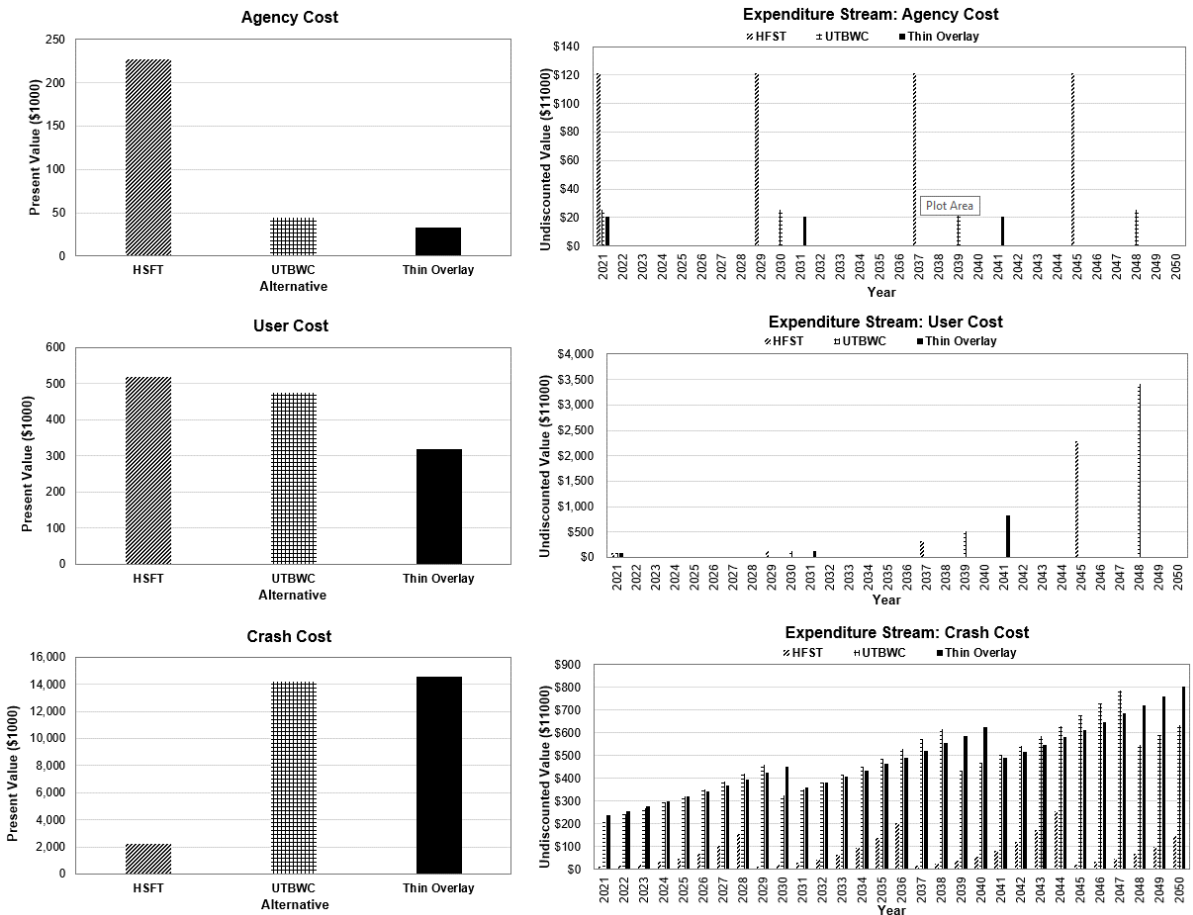 Agency Cost
Present Value ($1000)
250
200
150
100
50
0
HSFT UTBWC Thin Overlay
Alternative
Expenditure Stream: Agency Cost
HFST UTBWC Thin Overlay
Undiscounted Value ($11000)
$140
$120
$100
$80
$60
$40
$20
$0
Plot Area
2021 2022 2023 2024 2025 2026 2027 2028 2029 2030 2031 2032 2033 2034 2035 2036 2037 2038 2039 2040 2041 2042 2043 2044 2045 2046 2047 2048 2049 2050
Year
User Cost
Present Value ($1000)
600
500
400
300
200
100
0
HSFT UTBWC Thin Overlay
Alternative
Expenditure Stream: User Cost
HFST UTBWC Thin Overlay
Undiscounted Value ($11000)
$4,000
$3,500
$3,000
$2,500
$2,000
$1,500
$1,000
$500
$0
2021 2022 2023 2024 2025 2026 2027 2028 2029 2030 2031 2032 2033 2034 2035 2036 2037 2038 2039 2040 2041 2042 2043 2044 2045 2046 2047 2048 2049 2050
Year
Crash Cost
Present Value ($1000)
16,000
14,000
12,000
10,000
8,000
6,000
4,000
2,000
0
HSFT UTBWC Thin Overlay
Alternative
Expenditure Stream: Crash Cost
HFST UTBWC Thin Overlay
Undiscounted Value ($11000)
$900
$800
$700
$600
$500
$400
$300
$200
$100
$0
2021 2022 2023 2024 2025 2026 2027 2028 2029 2030 2031 2032 2033 2034 2035 2036 2037 2038 2039 2040 2041 2042 2043 2044 2045 2046 2047 2048 2049 2050
Year